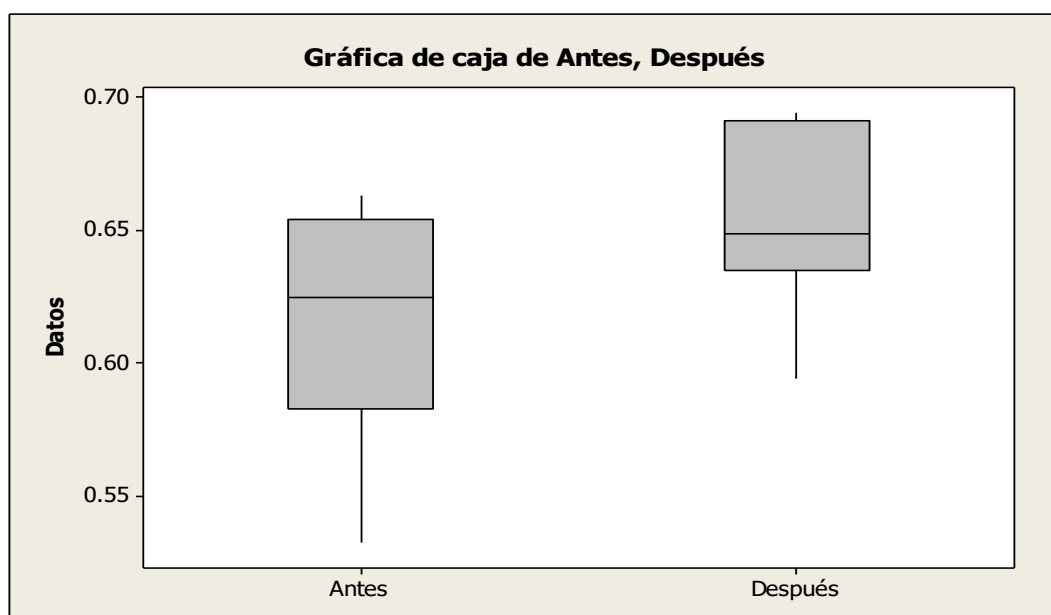 Gráfica de caja de Antes, Después
0.70
0.65
0.60
0.55
Datos
Antes Después